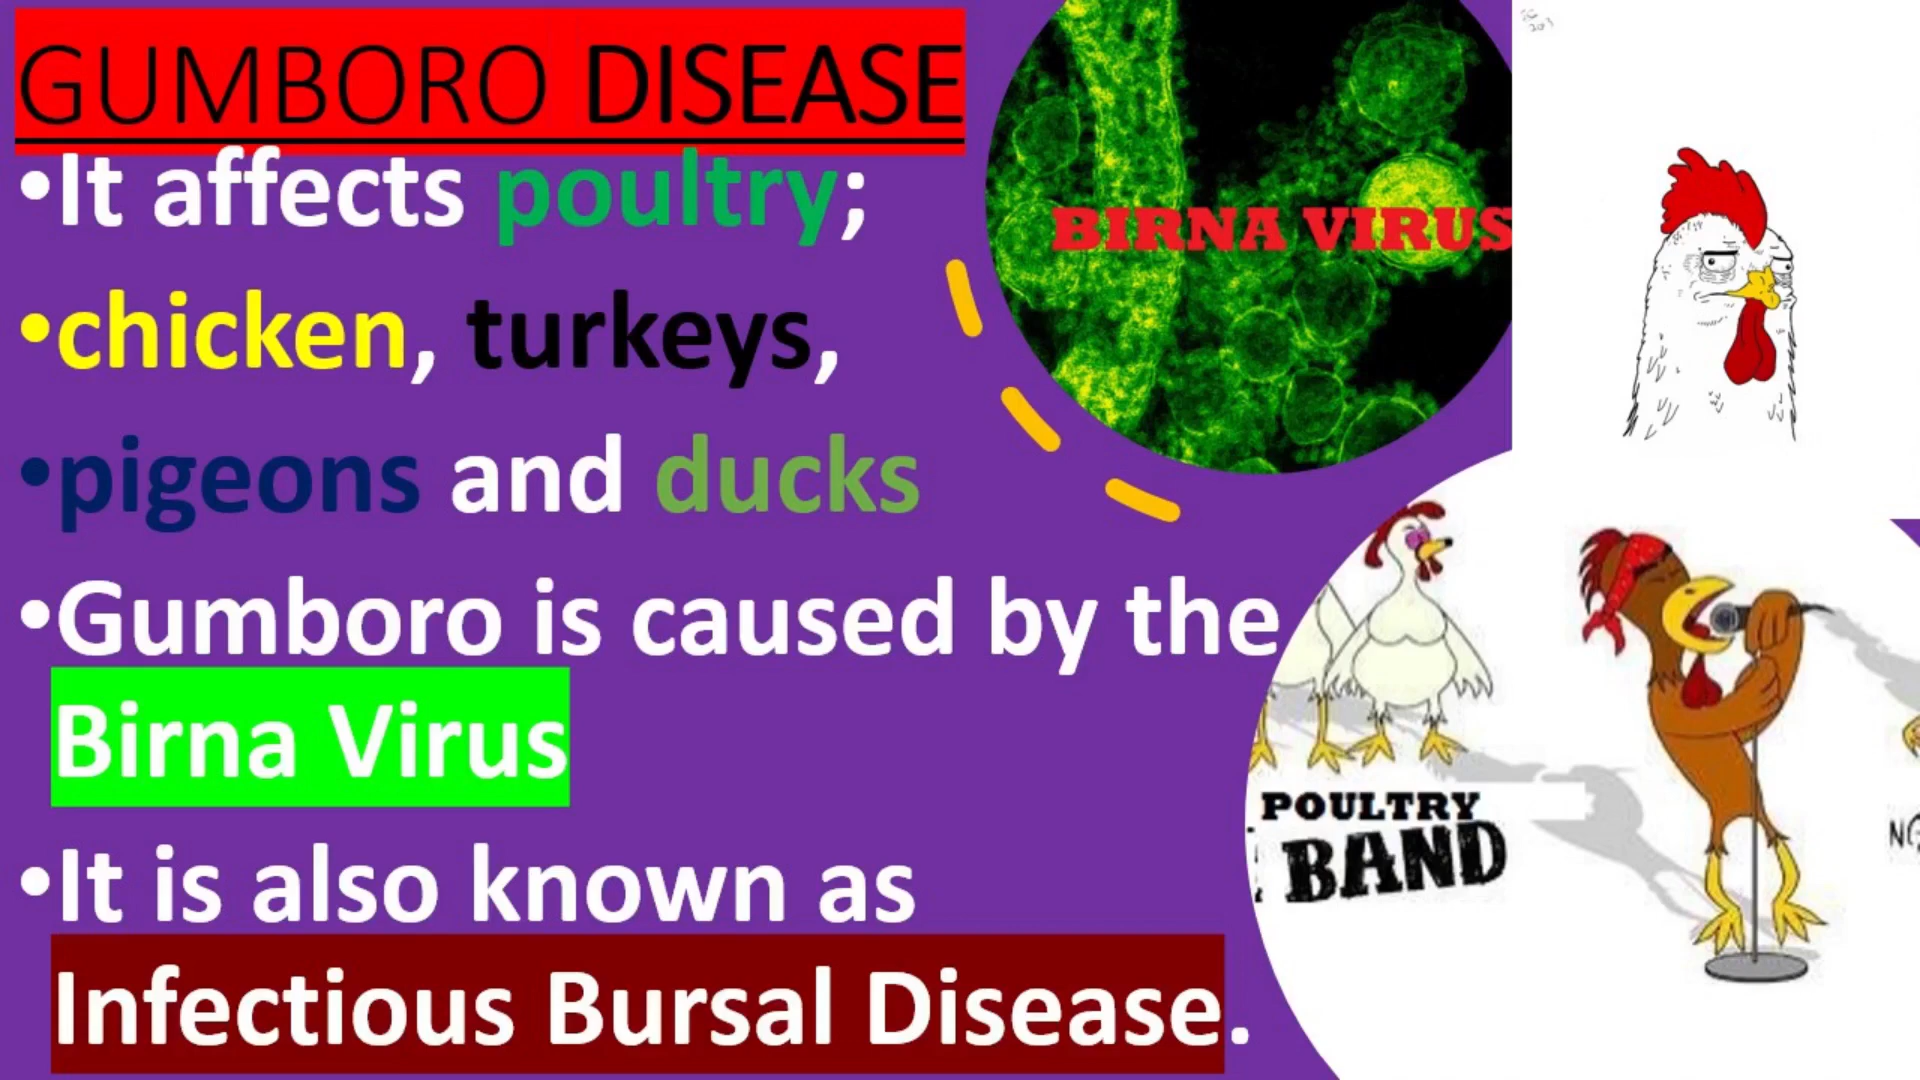 GUMBORO DISEASE
•It affects poultry;
•chicken, turkeys,
•pigeons and ducks
•Gumboro is caused by the
Birna Virus
•It is also known as
Infectious Bursal Disease.
BIRNA VIRUS
POULTRY
BAND